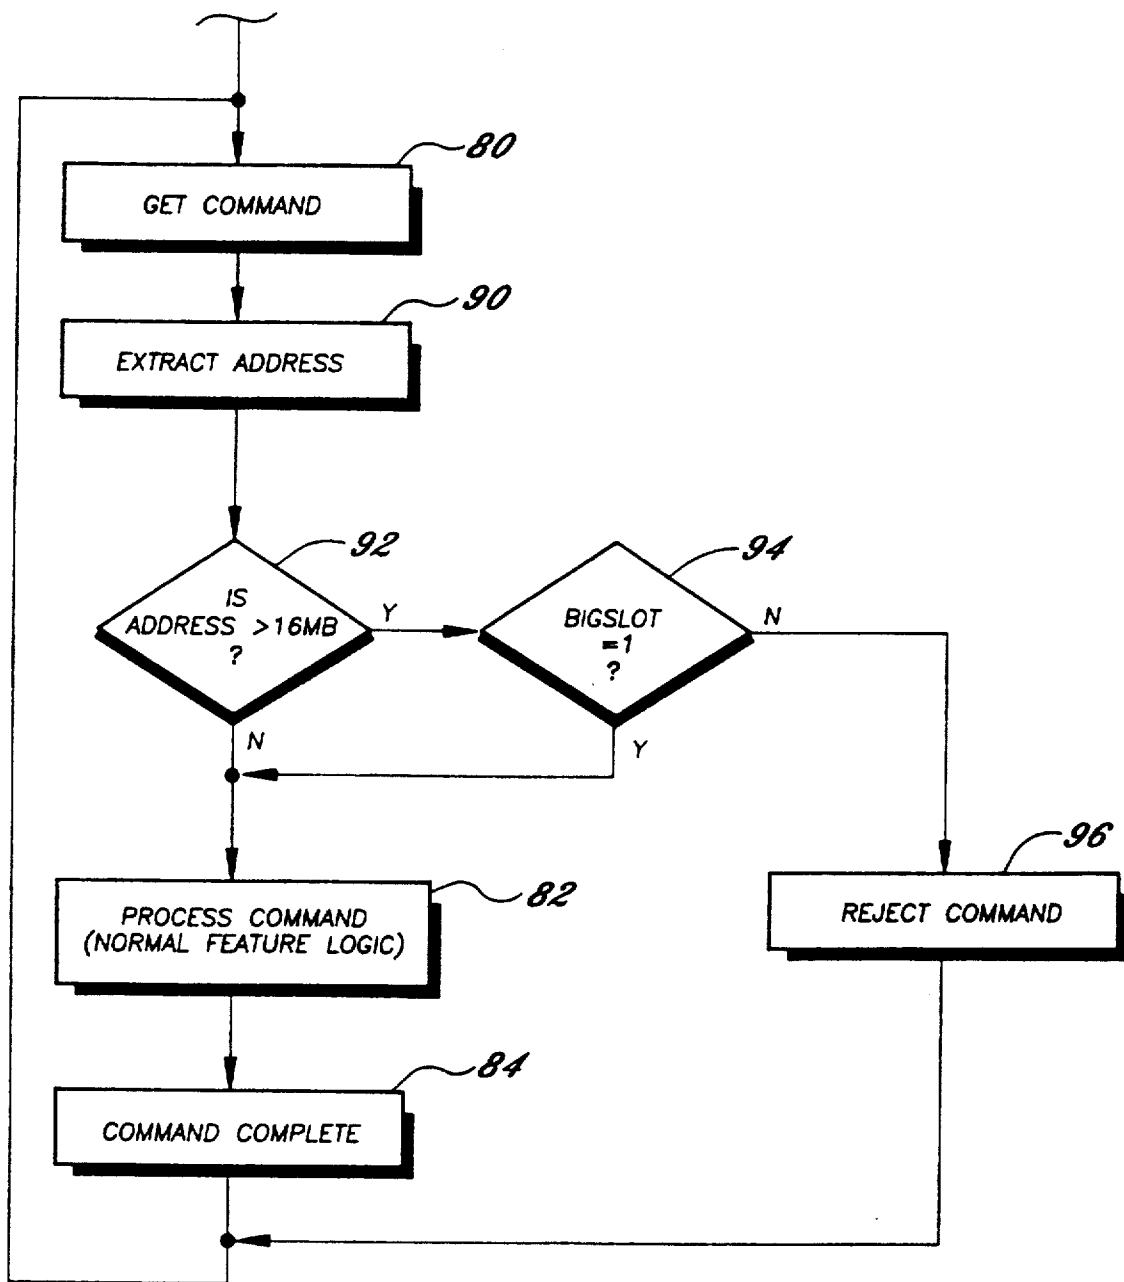 80
GET COMMAND
90
EXTRACT ADDRESS
92
IS
ADDRESS >16MB
?
Y
N
94
BIGSLOT
=1
?
N
Y
96
REJECT COMMAND
82
PROCESS COMMAND
(NORMAL FEATURE LOGIC)
84
COMMAND COMPLETE